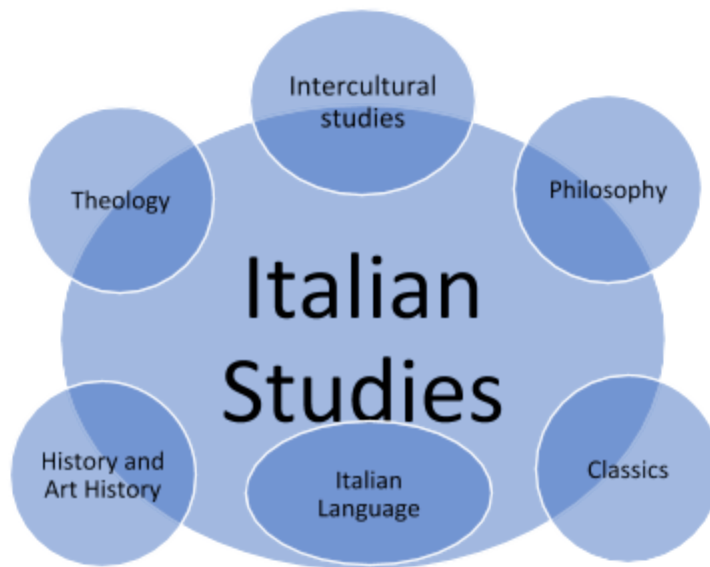 Intercultural
studies
Theology
Philosophy
Italian
Studies
History and
Art History
Italian
Language
Classics